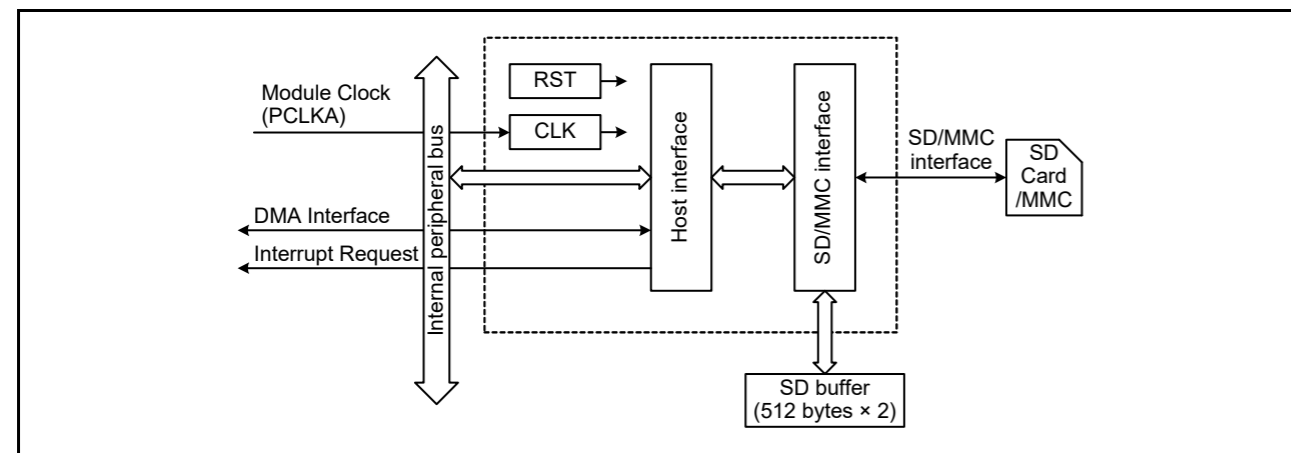 Module Clock
(PCLKA)
DMA Interface
Interrupt Request
Internal peripheral bus
RST
CLK
Host interface
SD/MMC interface
SD/MMC
interface
SD
Card
/MMC
SD buffer
(512 bytes × 2)